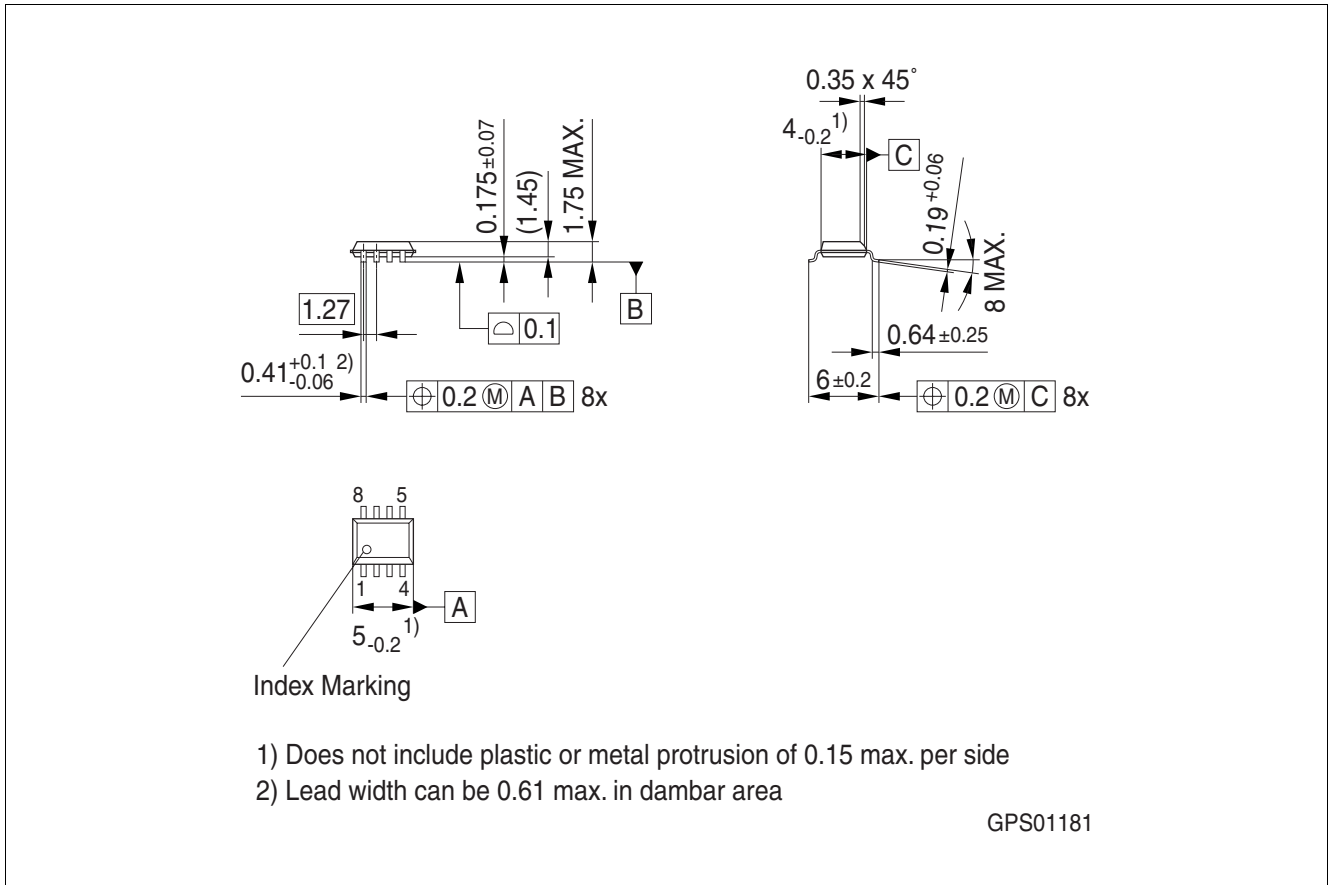 0.175±0.07
(1.45)
1.75 MAX.
B
1.27
⌓ 0.1
0.41 +0.1 -0.06 2)
⌖ 0.2 Ⓜ A B 8x
0.35 x 45˚
4 -0.2 1)
C
0.19 +0.06
8 MAX.
0.64 ±0.25
6 ±0.2
⌖ 0.2 Ⓜ C 8x
8 5
1 4
A
5 -0.2 1)
Index Marking
1) Does not include plastic or metal protrusion of 0.15 max. per side
2) Lead width can be 0.61 max. in dambar area
GPS01181